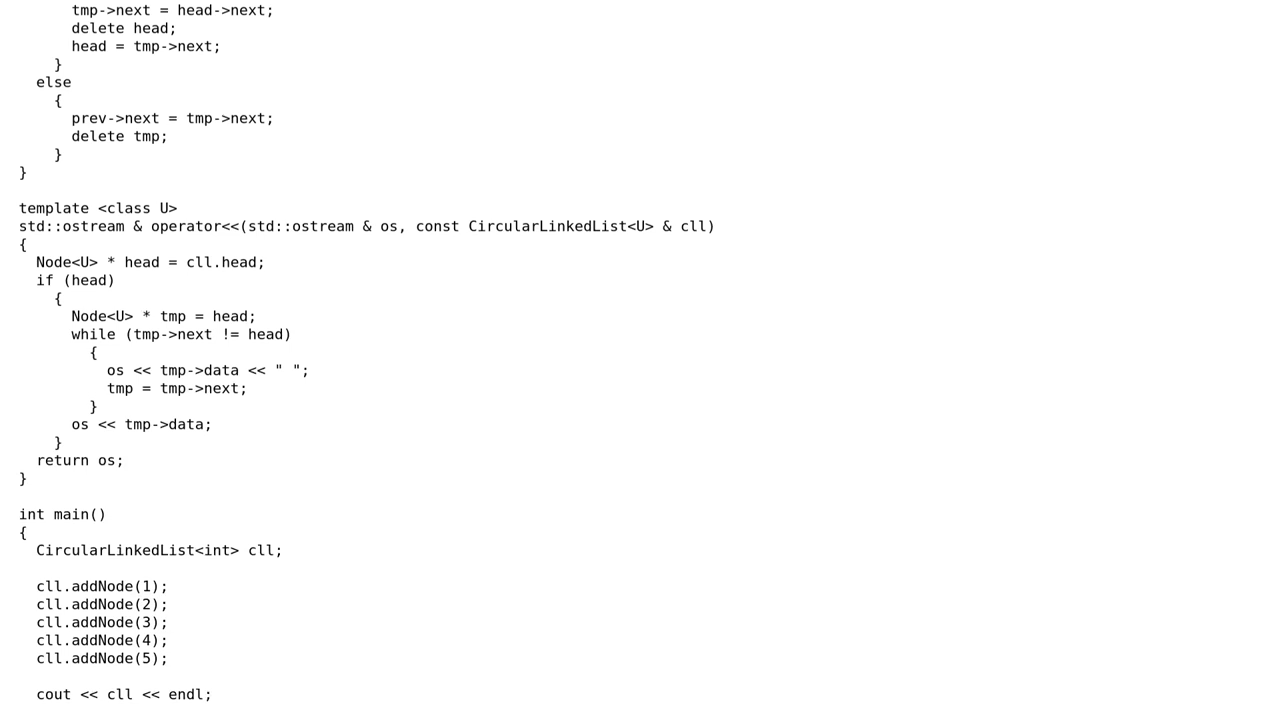 tmp->next = head->next;
      delete head;
      head = tmp->next;
    }
  else
    {
      prev->next = tmp->next;
      delete tmp;
    }
}

template <class U>
std::ostream & operator<<(std::ostream & os, const CircularLinkedList<U> & cll)
{
  Node<U> * head = cll.head;
  if (head)
    {
      Node<U> * tmp = head;
      while (tmp->next != head)
        {
          os << tmp->data << " ";
          tmp = tmp->next;
        }
      os << tmp->data;
    }
  return os;
}

int main()
{
  CircularLinkedList<int> cll;

  cll.addNode(1);
  cll.addNode(2);
  cll.addNode(3);
  cll.addNode(4);
  cll.addNode(5);

  cout << cll << endl;